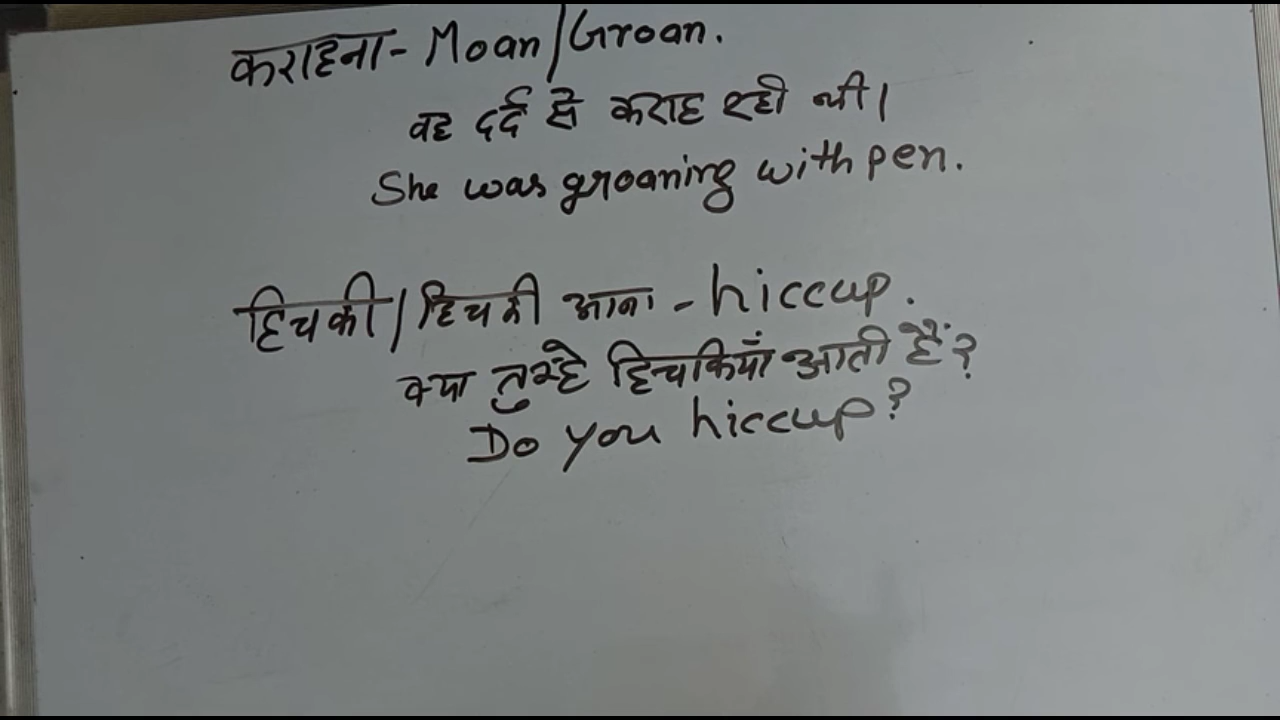 कराहना - Moan/Groan.
वह दर्द से कराह रही थी।
She was groaning with pen.
हिचकी/हिचकी आना - hiccup.
क्या तुम्हे हिचकियाँ आती हैं?
Do you hiccup?